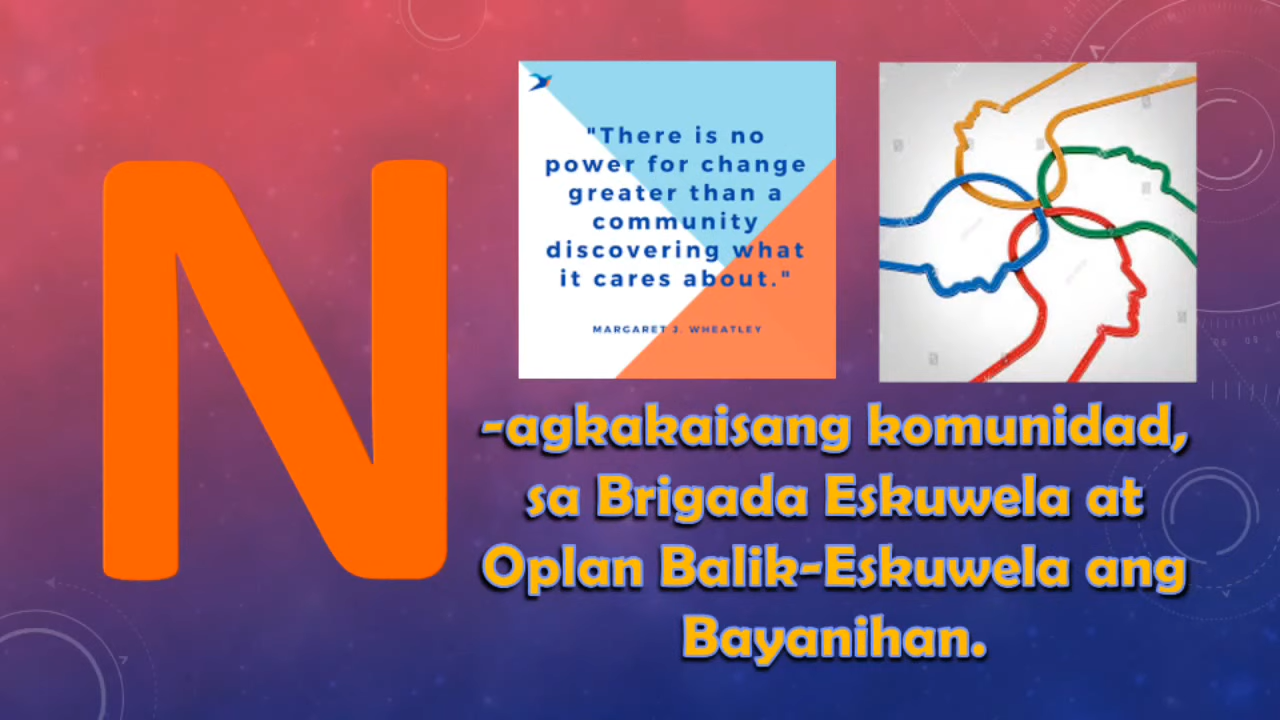 N
"There is no
power for change
greater than a
community
discovering what
it cares about."
MARGARET J. WHEATLEY
-agkakaisang komunidad,
sa Brigada Eskuwela at
Oplan Balik-Eskuwela ang
Bayanihan.